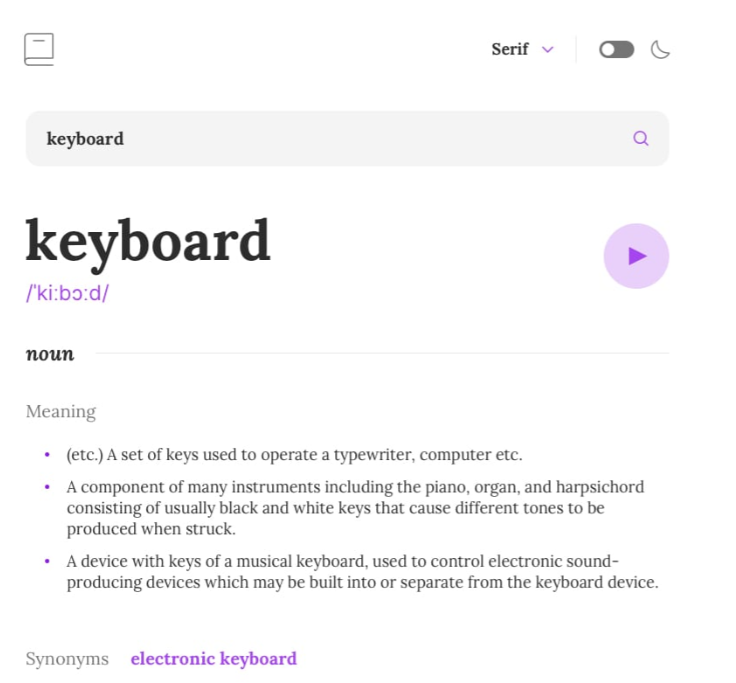 Serif
keyboard
keyboard
/ˈkiːbɔːd/
noun
Meaning
(etc.) A set of keys used to operate a typewriter, computer etc.
A component of many instruments including the piano, organ, and harpsichord
consisting of usually black and white keys that cause different tones to be
produced when struck.
A device with keys of a musical keyboard, used to control electronic sound-
producing devices which may be built into or separate from the keyboard device.
Synonyms electronic keyboard